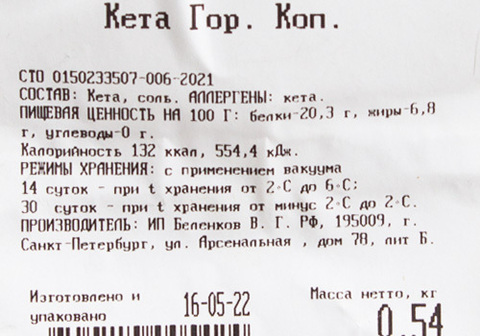 Кета Гор. Коп.
СТО 0150233507-006-2021
СОСТАВ: Кета, соль. АЛЛЕРГЕНЫ: кета.
ПИЩЕВАЯ ЦЕННОСТЬ НА 100 Г: белки-20,3 г, жиры-6,8
г, углеводы-0 г.
Калорийность 132 ккал, 554,4 кДж.
РЕЖИМЫ ХРАНЕНИЯ: с применением вакуума
14 суток - при t хранения от 2°С до 6°С;
30 суток - при t хранения от минус 2°С до 2°С.
ПРОИЗВОДИТЕЛЬ: ИП Беленков В. Г. РФ, 195009, г.
Санкт-Петербург, ул. Арсенальная , дом 78, лит Б.
Изготовлено и упаковано 16-05-22
Масса нетто, кг
0.54